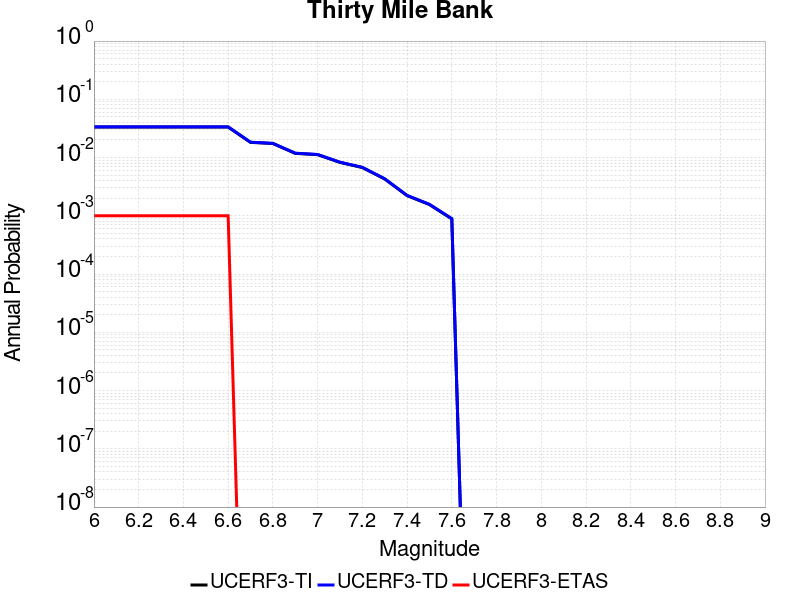 Thirty Mile Bank
10^0
10^-1
10^-2
10^-3
10^-4
10^-5
10^-6
10^-7
10^-8
Annual Probability
6 6.2 6.4 6.6 6.8 7 7.2 7.4 7.6 7.8 8 8.2 8.4 8.6 8.8 9
Magnitude
UCERF3-TI UCERF3-TD UCERF3-ETAS